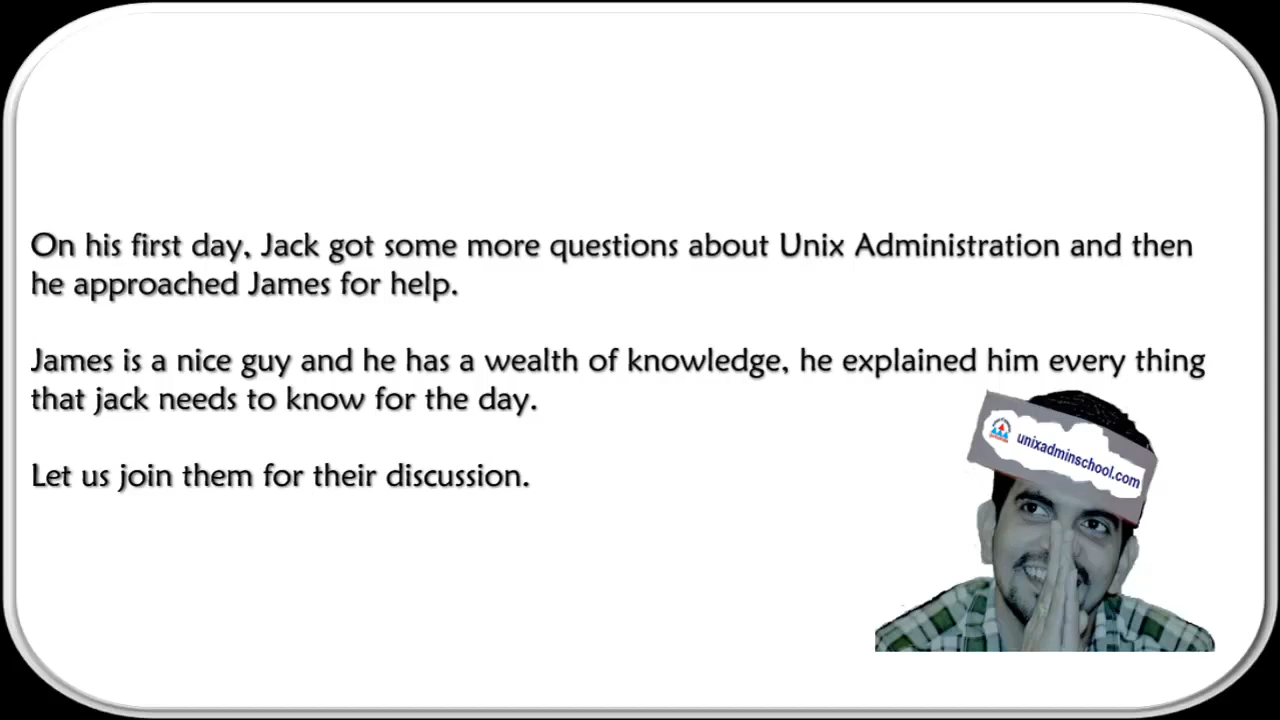 On his first day, Jack got some more questions about Unix Administration and then
he approached James for help.
James is a nice guy and he has a wealth of knowledge, he explained him every thing
that jack needs to know for the day.
Let us join them for their discussion.
unixadminschool.com